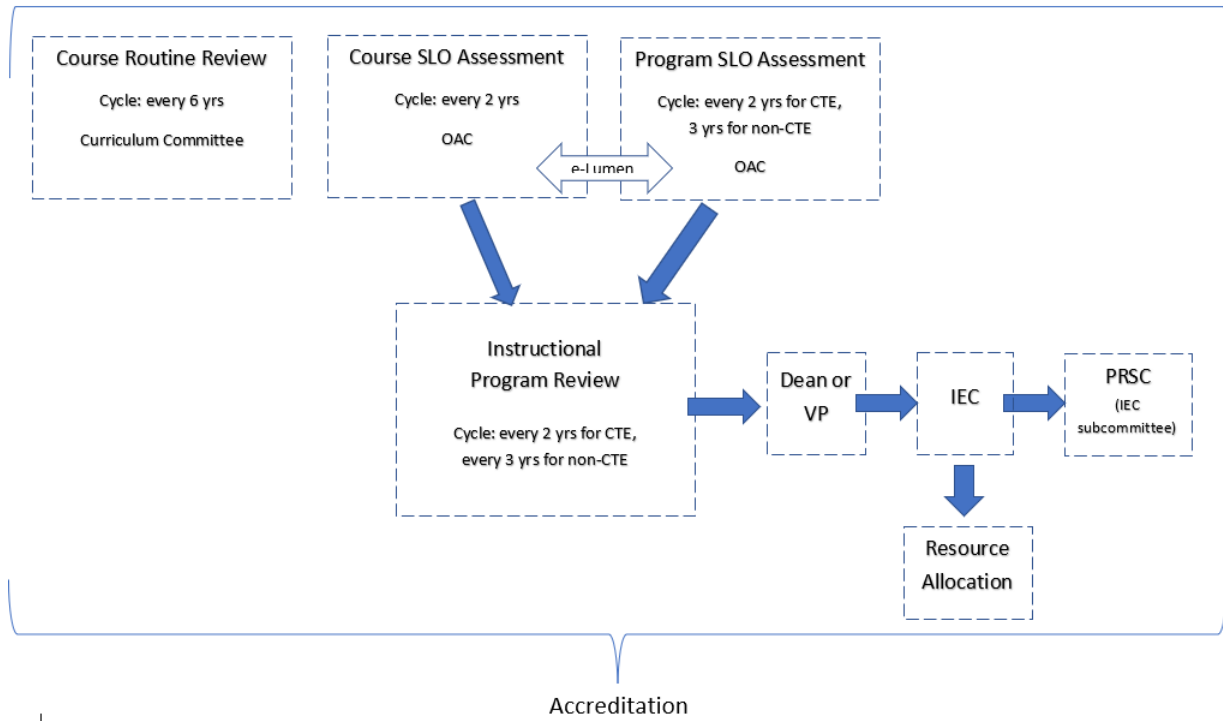 Course Routine Review
Cycle: every 6 yrs
Curriculum Committee
Course SLO Assessment
Cycle: every 2 yrs
OAC
Program SLO Assessment
Cycle: every 2 yrs for CTE,
3 yrs for non-CTE
OAC
e-Lumen
Instructional
Program Review
Cycle: every 2 yrs for CTE,
every 3 yrs for non-CTE
Dean or
VP
IEC
PRSC
(IEC
subcommittee)
Resource
Allocation
Accreditation